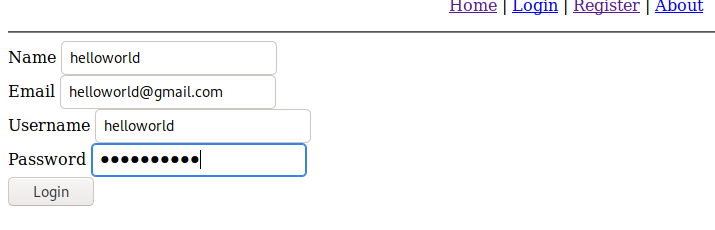 Home | Login | Register | About
Name helloworld
Email helloworld@gmail.com
Username helloworld
Password ●●●●●●●●●●
Login